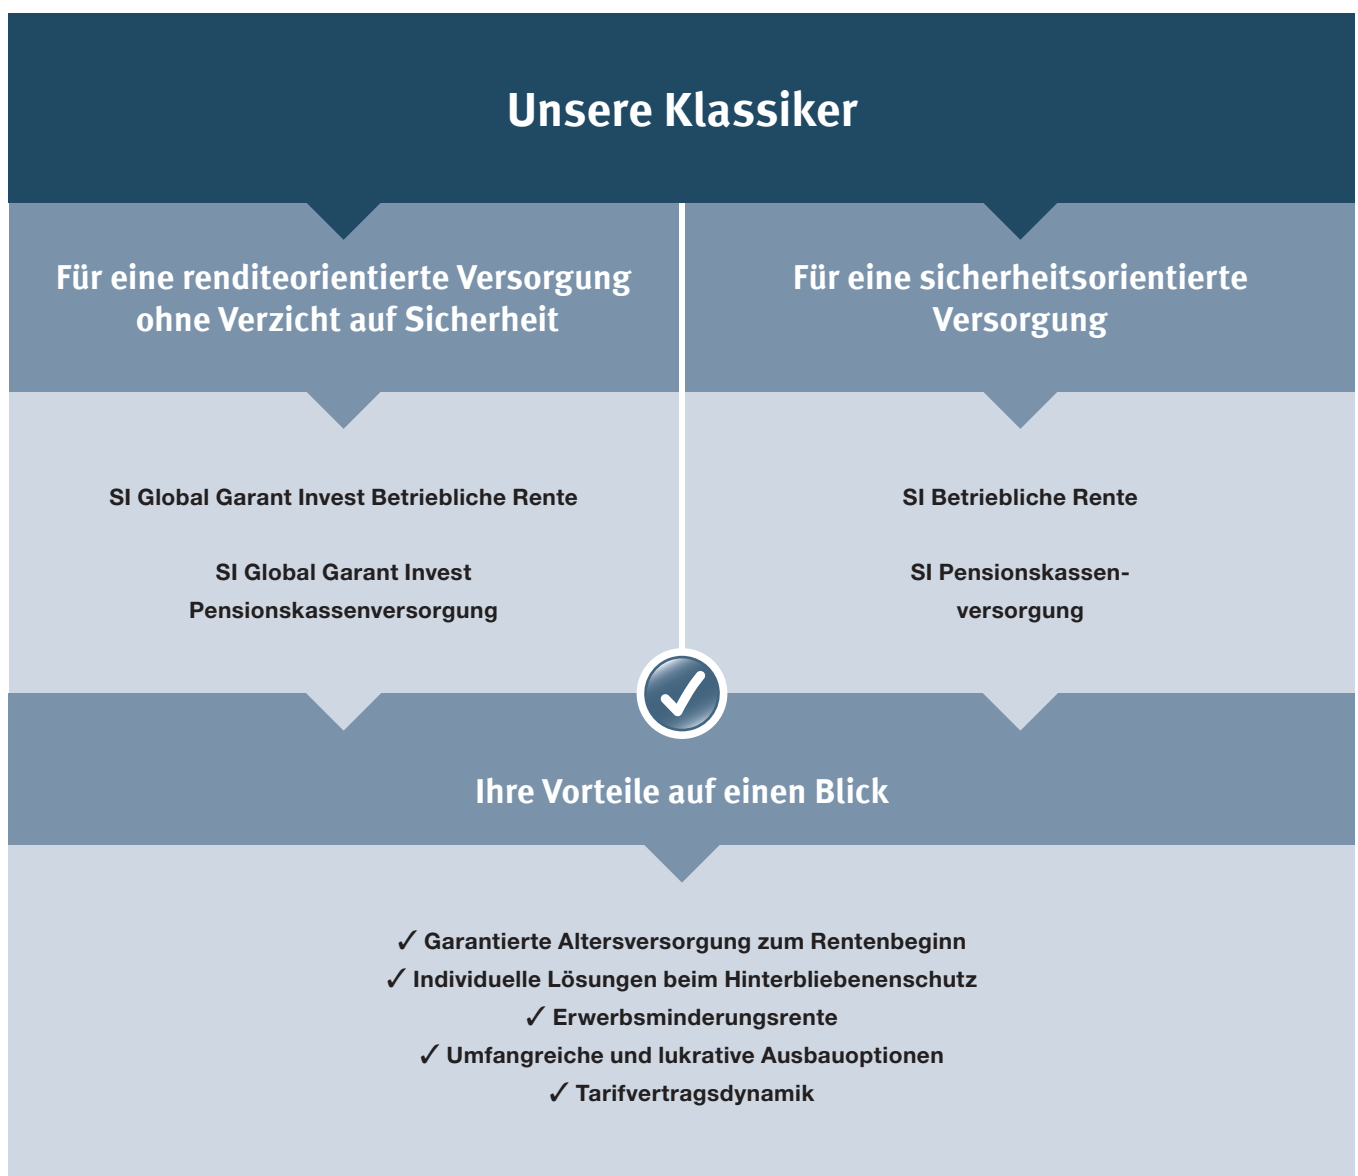 Unsere Klassiker
Für eine renditeorientierte Versorgung
ohne Verzicht auf Sicherheit
SI Global Garant Invest Betriebliche Rente
SI Global Garant Invest
Pensionskassenversorgung
Für eine sicherheitsorientierte
Versorgung
SI Betriebliche Rente
SI Pensionskassen-
versorgung
Ihre Vorteile auf einen Blick
✓ Garantierte Altersversorgung zum Rentenbeginn
✓ Individuelle Lösungen beim Hinterbliebenenschutz
✓ Erwerbsminderungsrente
✓ Umfangreiche und lukrative Ausbauoptionen
✓ Tarifvertragsdynamik